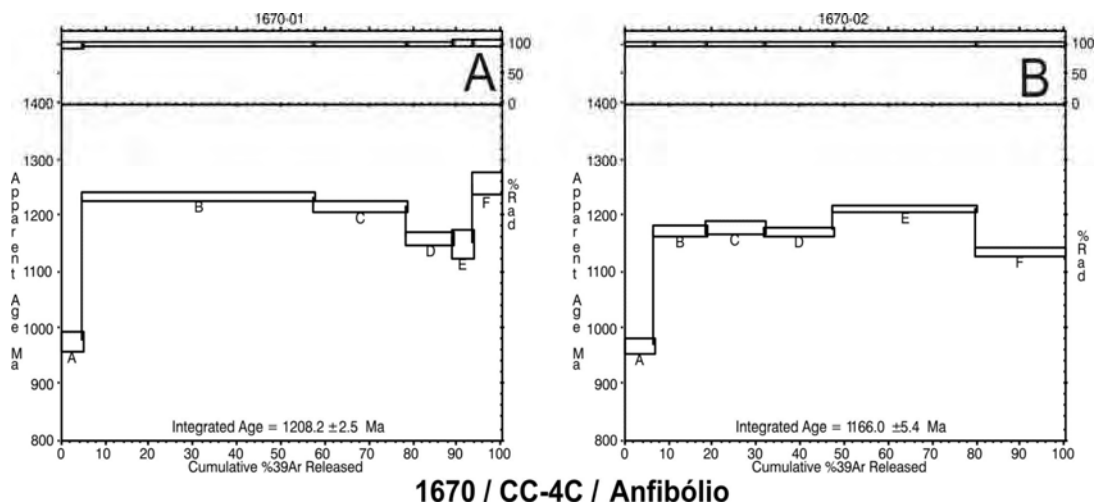 1670-01
1670-02
A
B
100
50
0
1400
1300
1200
1100
1000
900
800
Apparent Age Ma
%Rad
A
B
C
D
E
F
Integrated Age = 1208.2 ±2.5 Ma
0 10 20 30 40 50 60 70 80 90 100
Cumulative %39Ar Released
100
50
0
1400
1300
1200
1100
1000
900
800
Apparent Age Ma
%Rad
A
B
C
D
E
F
Integrated Age = 1166.0 ±5.4 Ma
0 10 20 30 40 50 60 70 80 90 100
Cumulative %39Ar Released
1670 / CC-4C / Anfibólio